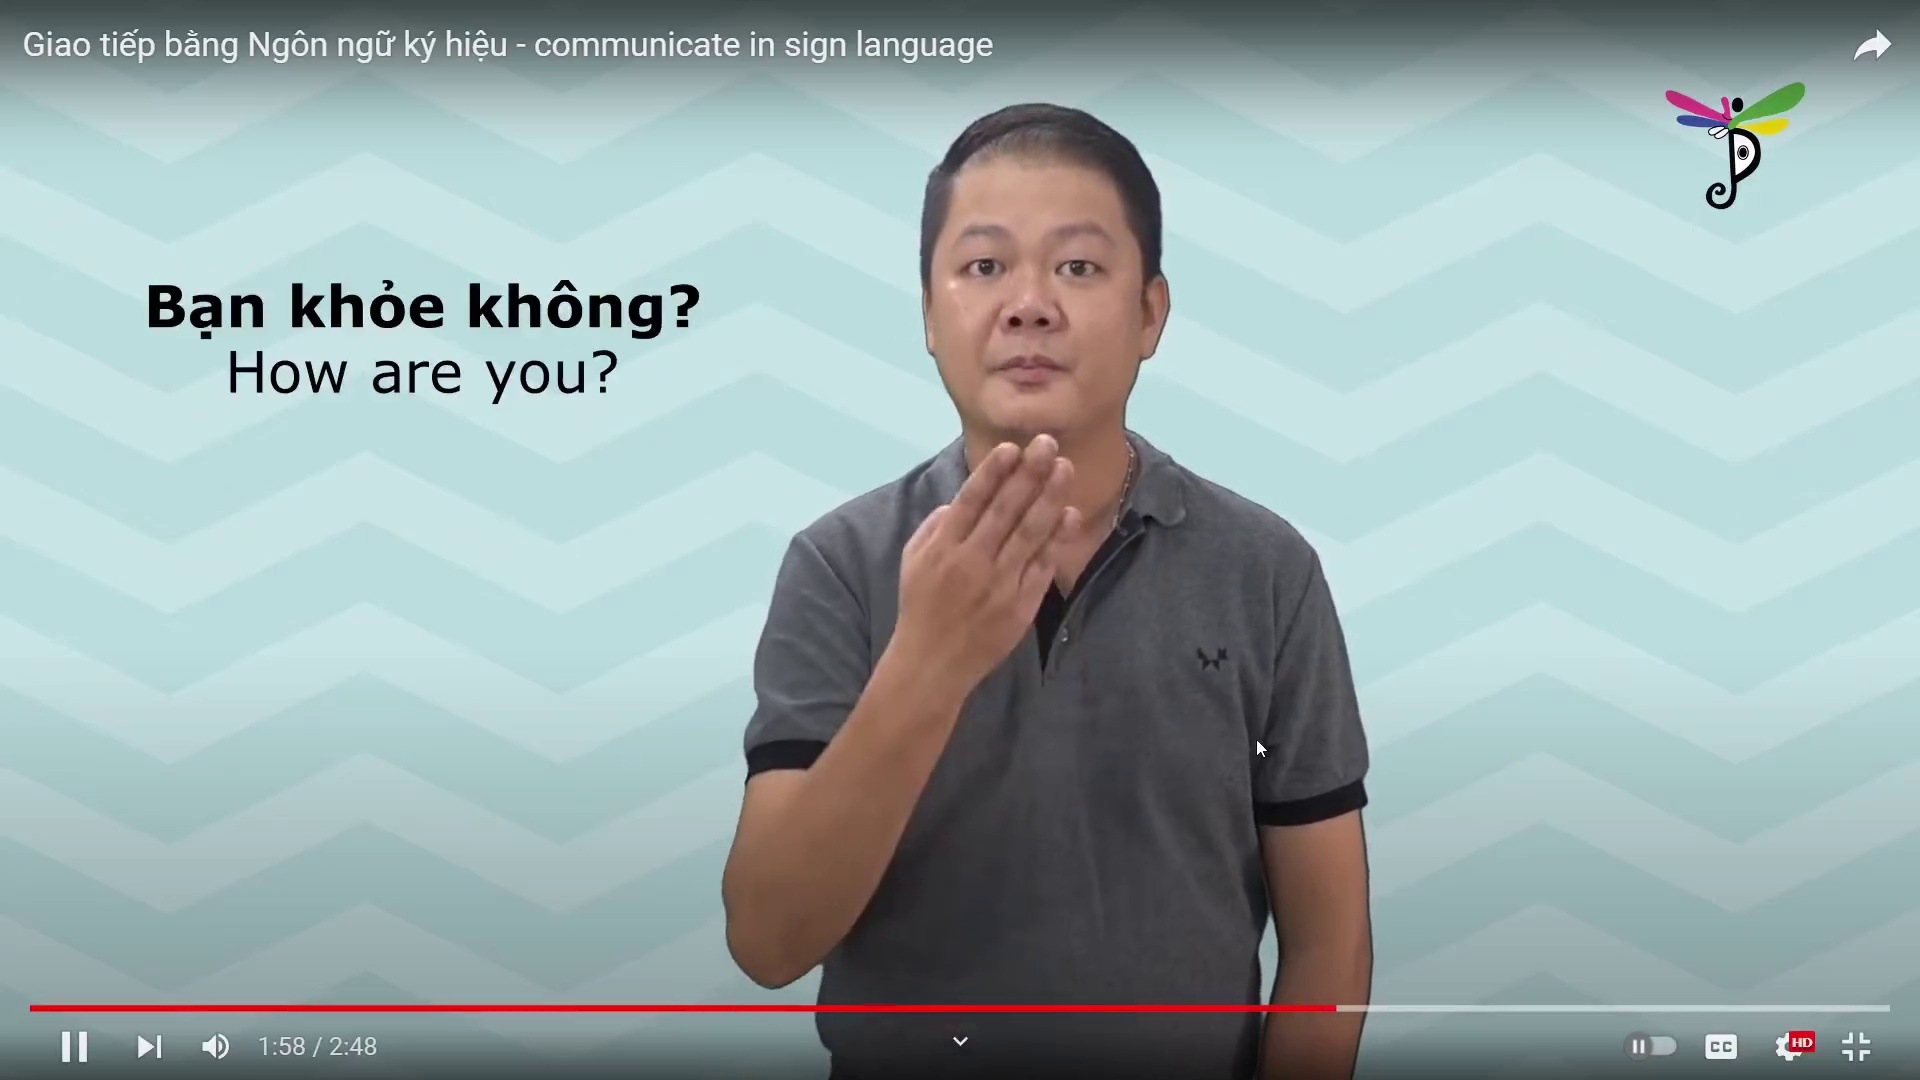 Giao tiếp bằng Ngôn ngữ ký hiệu - communicate in sign language
Bạn khỏe không?
How are you?
1:58 / 2:48
CC
HD